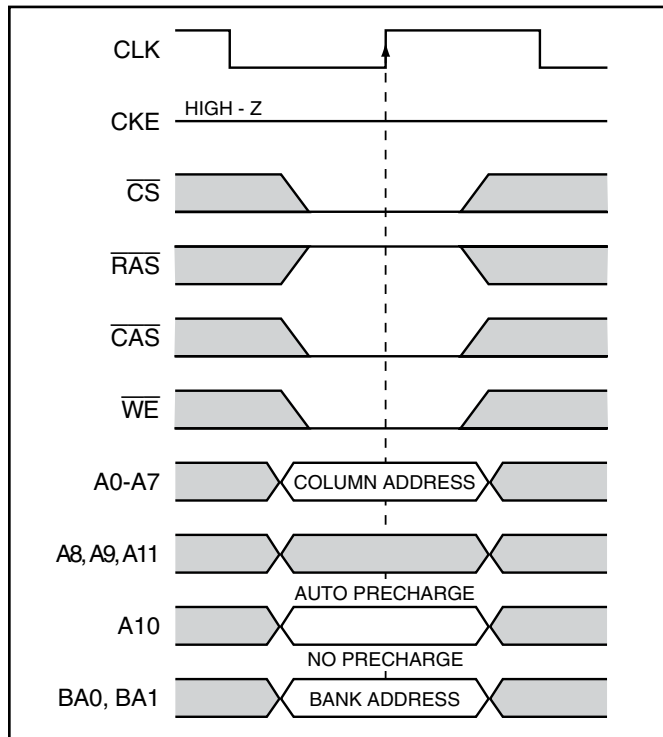 CLK
HIGH - Z
CKE
CS
RAS
CAS
WE
A0-A7 COLUMN ADDRESS
A8, A9, A11
AUTO PRECHARGE
A10
NO PRECHARGE
BA0, BA1 BANK ADDRESS